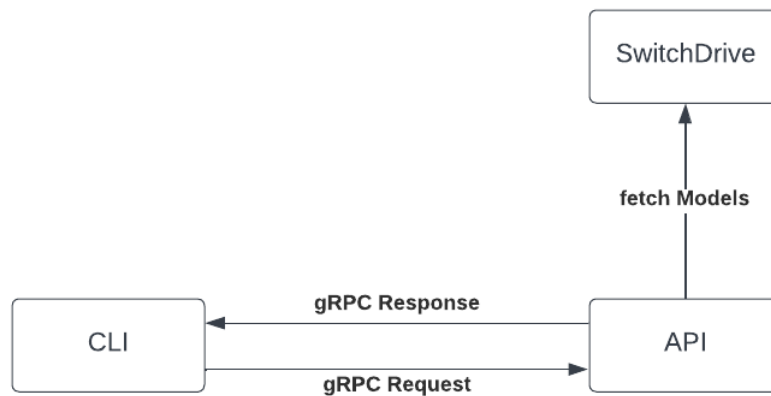 SwitchDrive
fetch Models
gRPC Response
CLI
API
gRPC Request